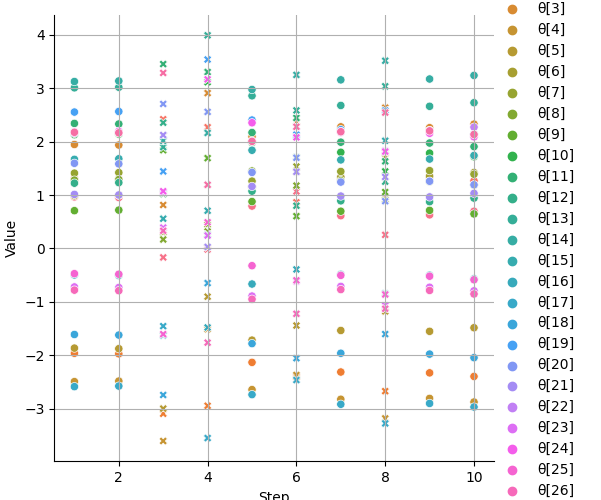 Value
4
3
2
1
0
−1
−2
−3
2
4
6
8
10
Step
θ[3]
θ[4]
θ[5]
θ[6]
θ[7]
θ[8]
θ[9]
θ[10]
θ[11]
θ[12]
θ[13]
θ[14]
θ[15]
θ[16]
θ[17]
θ[18]
θ[19]
θ[20]
θ[21]
θ[22]
θ[23]
θ[24]
θ[25]
θ[26]